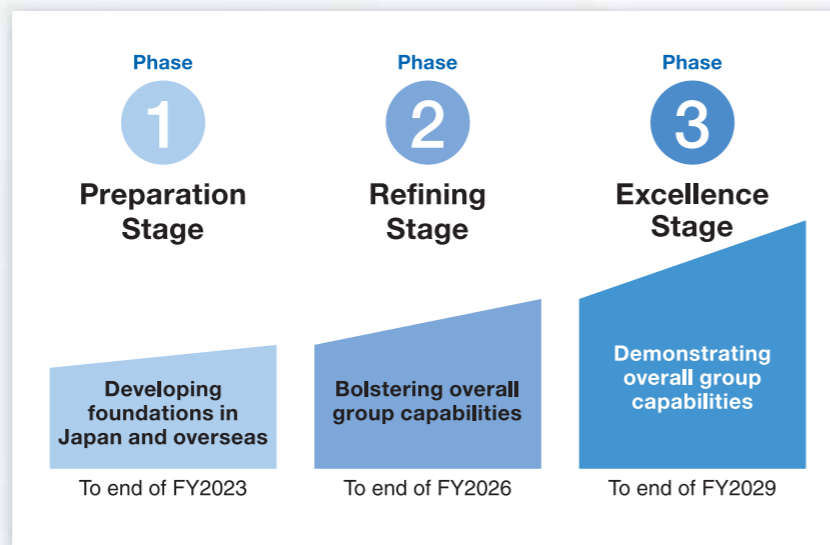 Phase
1
Preparation
Stage
Developing
foundations in
Japan and overseas
To end of FY2023
Phase
2
Refining
Stage
Bolstering overall
group capabilities
To end of FY2026
Phase
3
Excellence
Stage
Demonstrating
overall group
capabilities
To end of FY2029